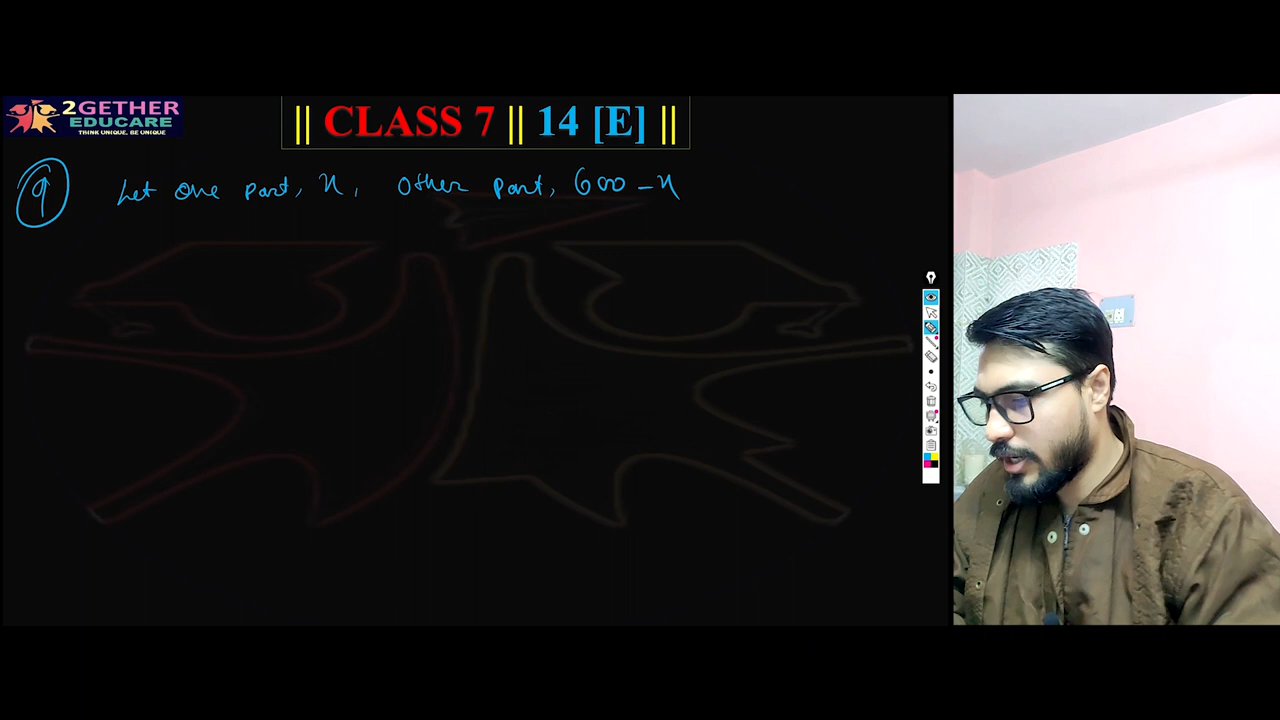 2GETHER
EDUCARE
THINK UNIQUE, BE UNIQUE
|| CLASS 7 || 14 [E] ||
9 Let one part, x, Other part, 600 - x